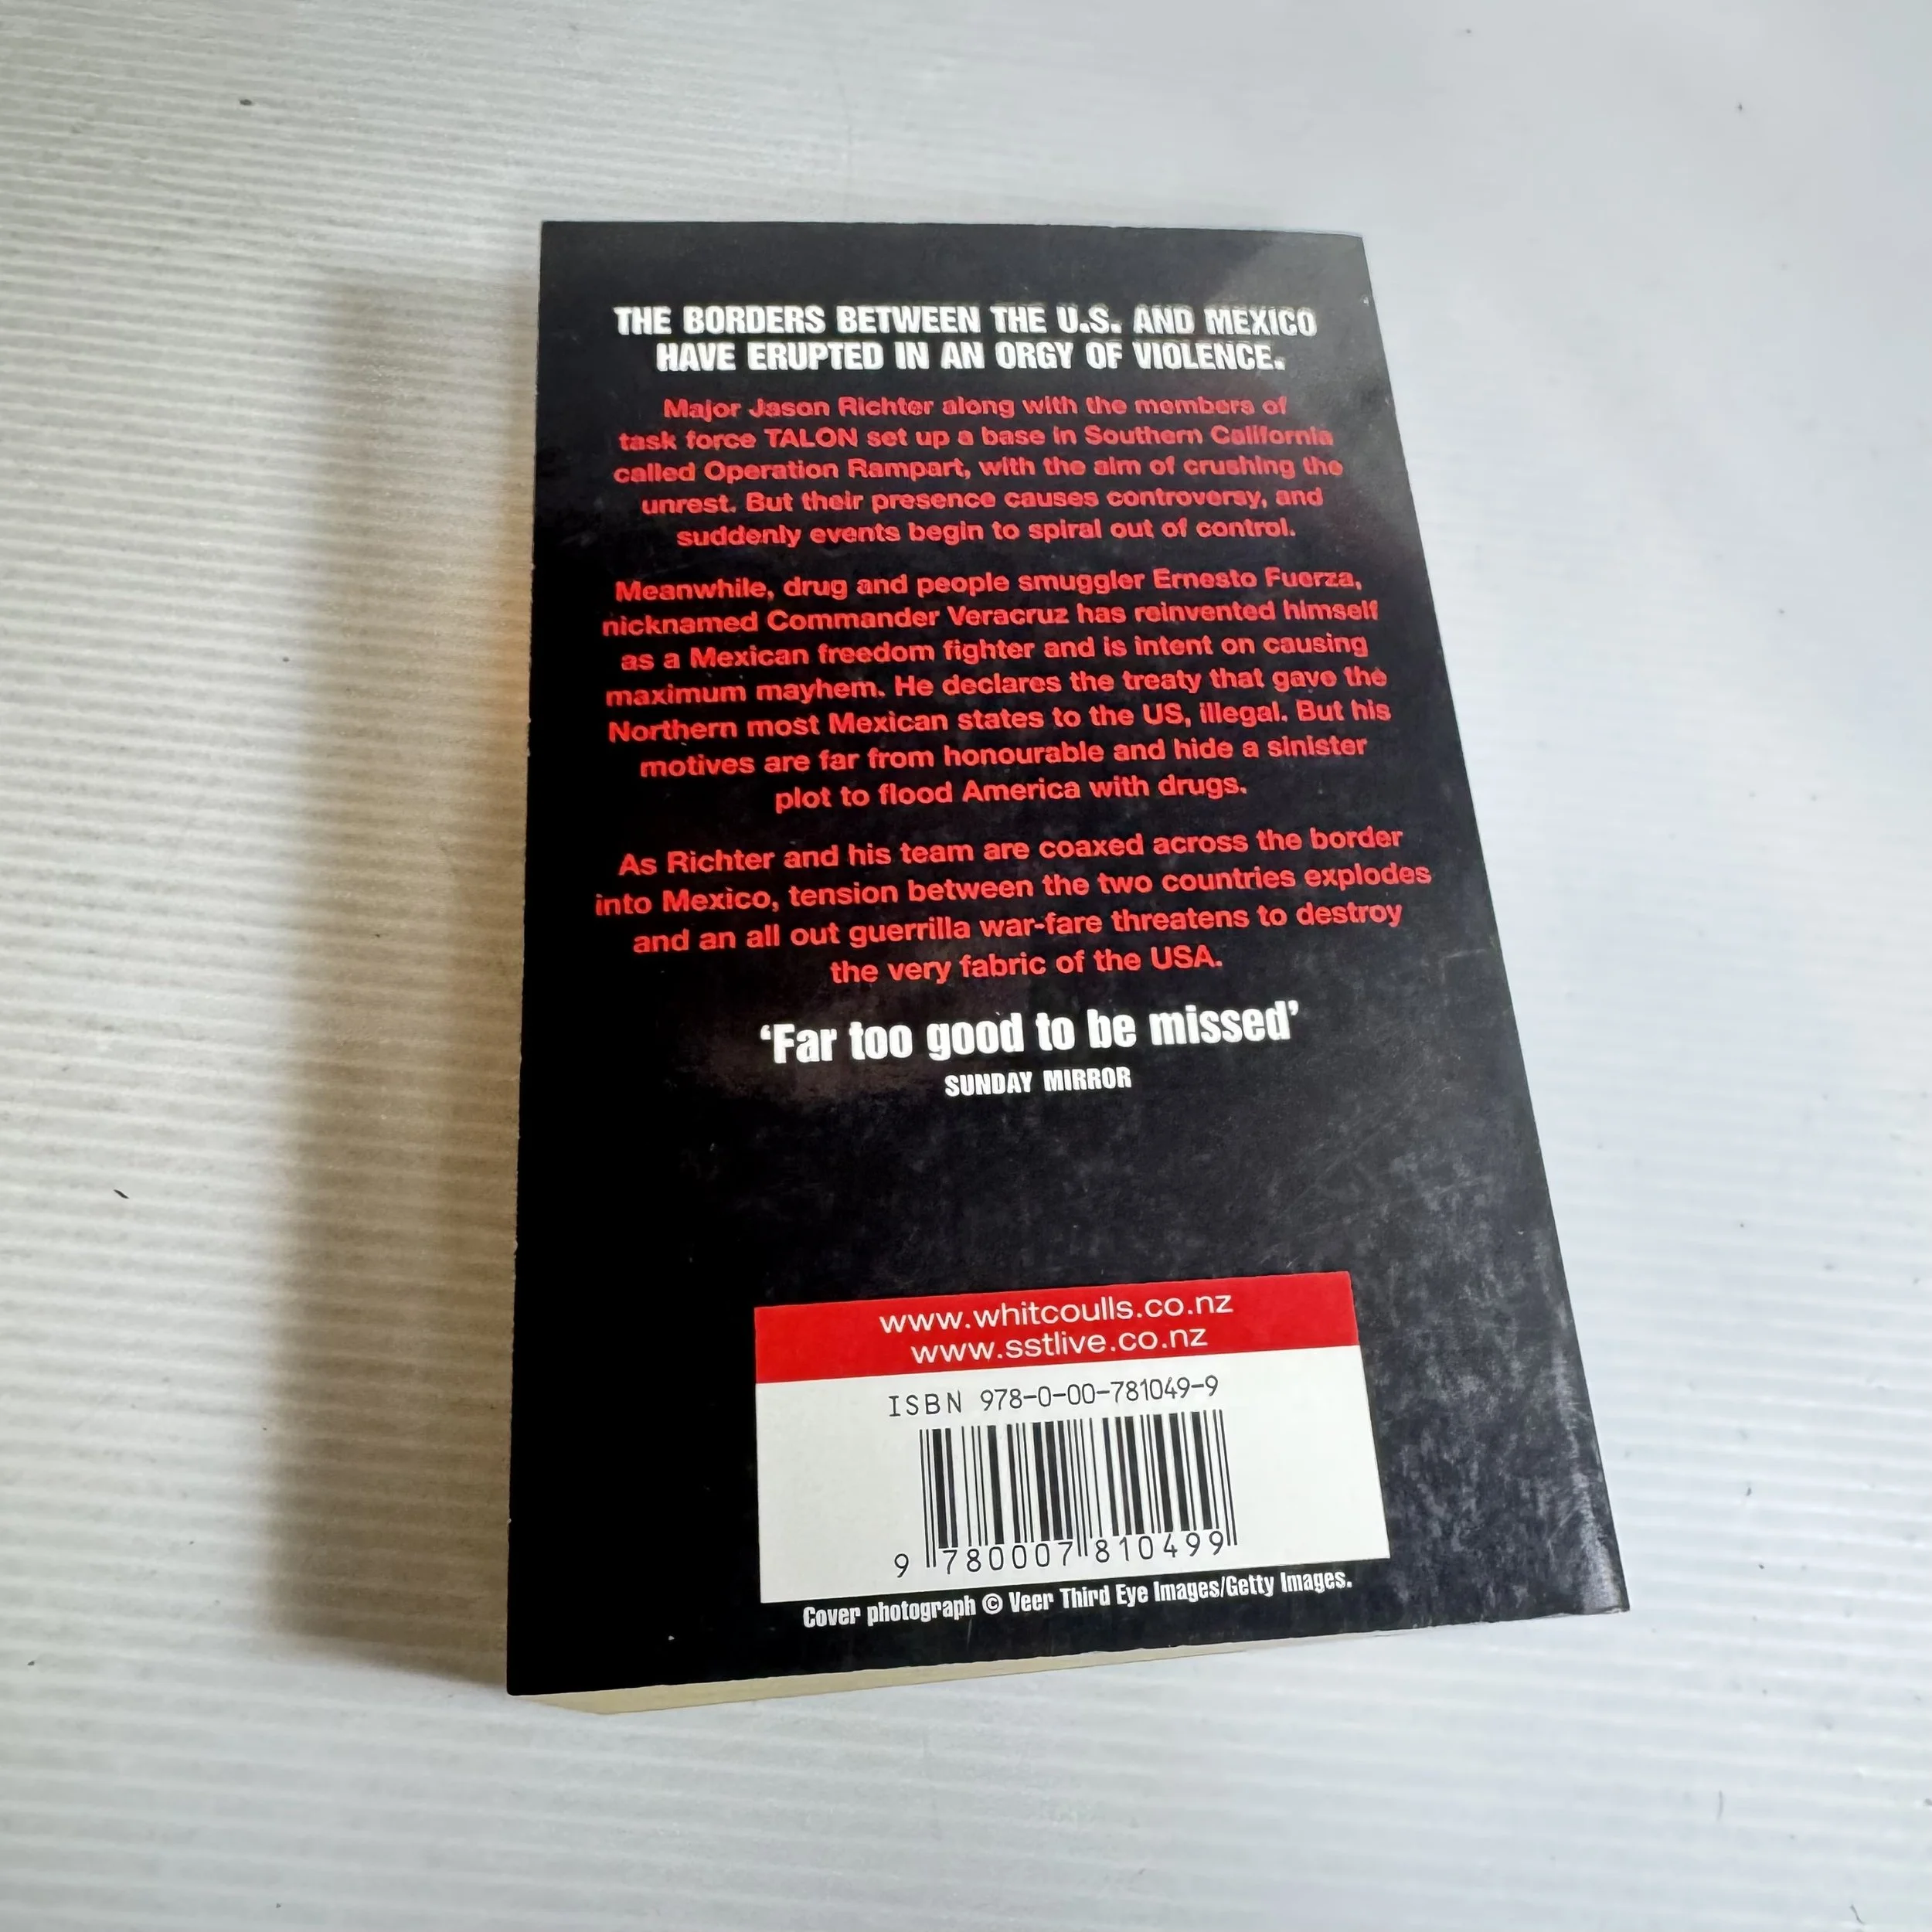 THE BORDERS BETWEEN THE U.S. AND MEXICO
HAVE ERUPTED IN AN ORGY OF VIOLENCE.
Major Jason Richter along with the members of
task force TALON set up a base in Southern California
called Operation Rampart, with the aim of crushing the
unrest. But their presence causes controversy, and
suddenly events begin to spiral out of control.
Meanwhile, drug and people smuggler Ernesto Fuerza,
nicknamed Commander Veracruz has reinvented himself
as a Mexican freedom fighter and is intent on causing
maximum mayhem. He declares the treaty that gave the
Northern most Mexican states to the US, illegal. But his
motives are far from honourable and hide a sinister
plot to flood America with drugs.
As Richter and his team are coaxed across the border
into Mexico, tension between the two countries explodes
and an all out guerrilla war-fare threatens to destroy
the very fabric of the USA.
‘Far too good to be missed’
SUNDAY MIRROR
www.whitcoulls.co.nz
www.sstlive.co.nz
ISBN 978-0-00-781049-9
9 780007 810499
Cover photograph © Veer Third Eye Images/Getty Images.